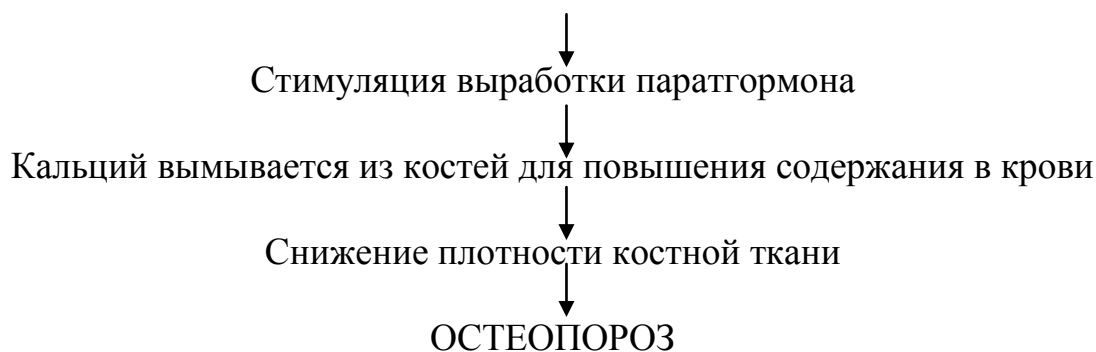 Стимуляция выработки паратгормона
Кальций вымывается из костей для повышения содержания в крови
Снижение плотности костной ткани
ОСТЕОПОРОЗ